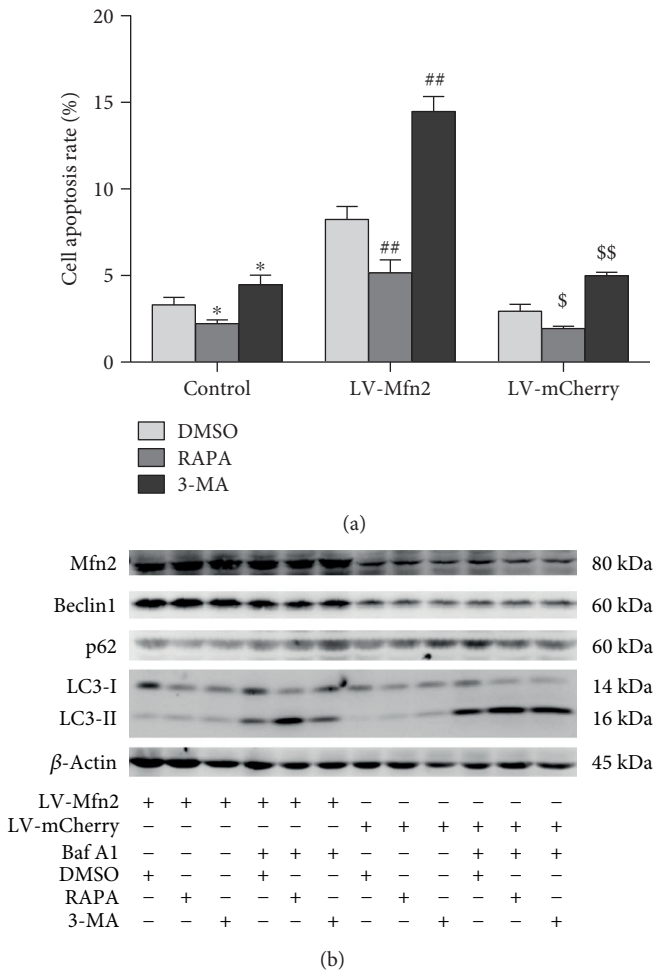 20
15
10
5
0
Cell apoptosis rate (%)
*
*
##
##
$
$$
Control LV-Mfn2 LV-mCherry
DMSO
RAPA
3-MA
(a)
Mfn2 80 kDa
Beclin1 60 kDa
p62 60 kDa
LC3-I 14 kDa
LC3-II 16 kDa
β-Actin 45 kDa
LV-Mfn2 + + + + + + − − − − − −
LV-mCherry − − − − − − + + + + + +
Baf A1 − − − + + + − − − + + +
DMSO + − − + − − + − − + − −
RAPA − + − − + − − + − − + −
3-MA − − + − − + − − + − − +
(b)